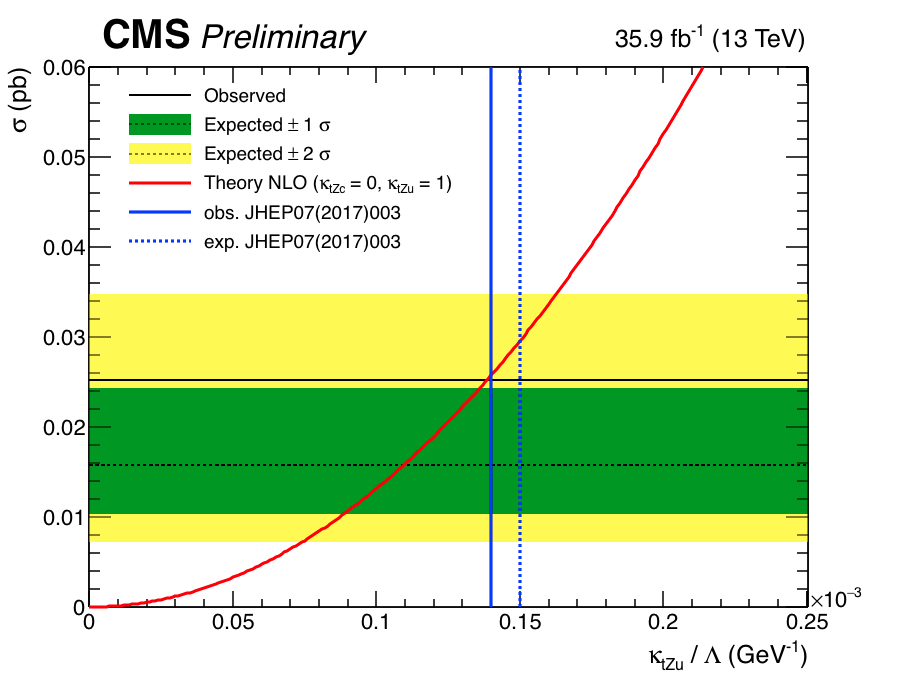 CMS Preliminary 35.9 fb⁻¹ (13 TeV)
σ (pb)
0.06
0.05
0.04
0.03
0.02
0.01
0
Observed
Expected ± 1 σ
Expected ± 2 σ
Theory NLO (κ_tZc = 0, κ_tZu = 1)
obs. JHEP07(2017)003
exp. JHEP07(2017)003
0 0.05 0.1 0.15 0.2 0.25
×10⁻³
κ_tZu / Λ (GeV⁻¹)